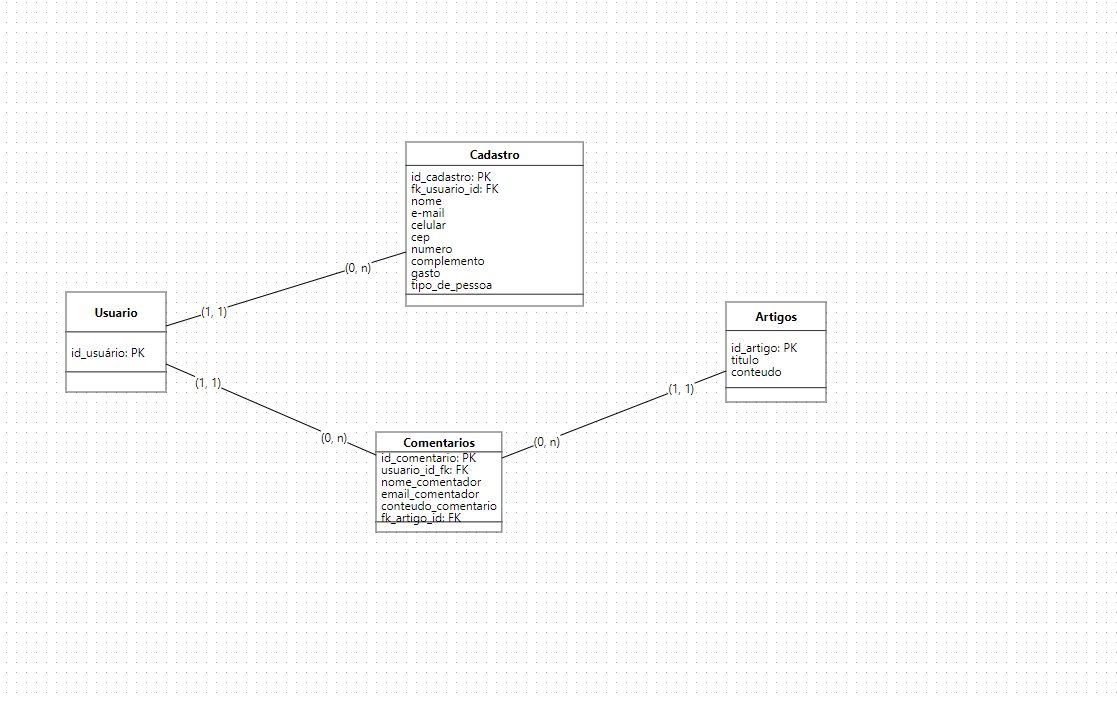 Cadastro
id_cadastro: PK
fk_usuario_id: FK
nome
e-mail
celular
cep
numero
complemento
gasto
tipo_de_pessoa
(0, n)
(1, 1)
Usuario
id_usuário: PK
(1, 1)
(0, n)
Comentarios
id_comentario: PK
usuario_id_fk: FK
nome_comentador
email_comentador
conteudo_comentario
fk_artigo_id: FK
(0, n)
(1, 1)
Artigos
id_artigo: PK
titulo
conteudo